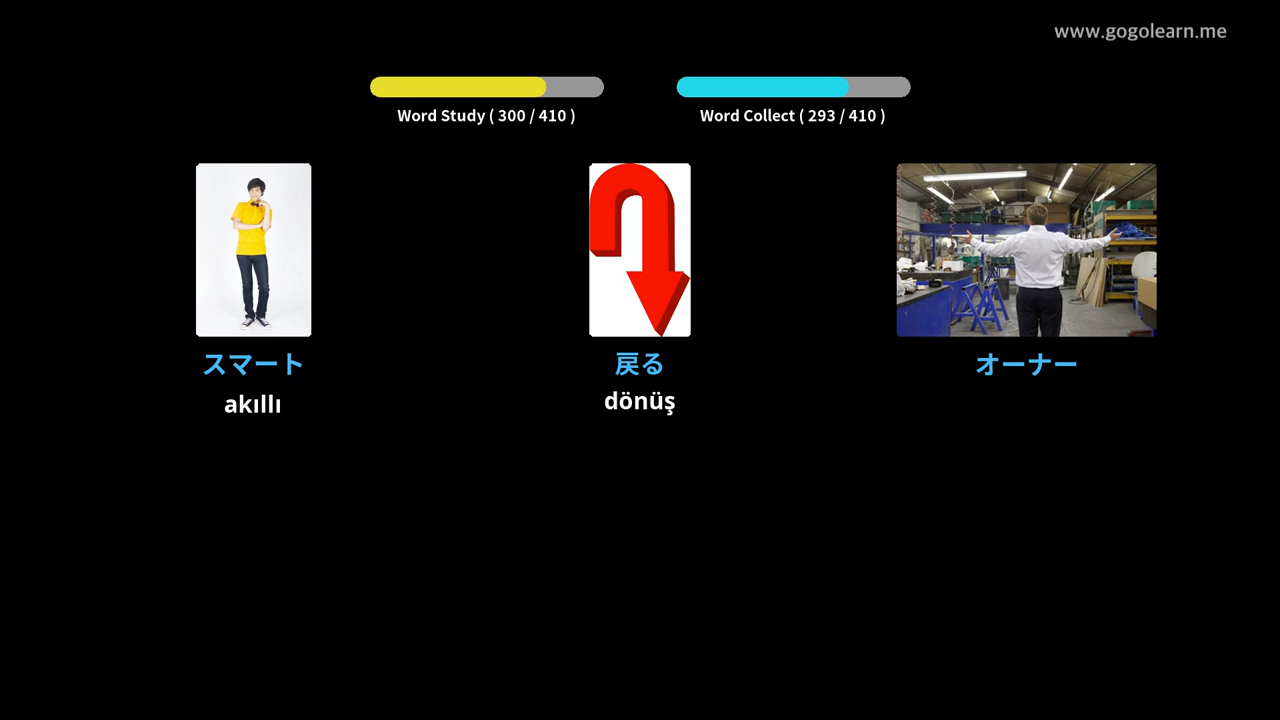 www.gogolearn.me
Word Study ( 300 / 410 )
Word Collect ( 293 / 410 )
スマート
akıllı
戻る
dönüş
オーナー